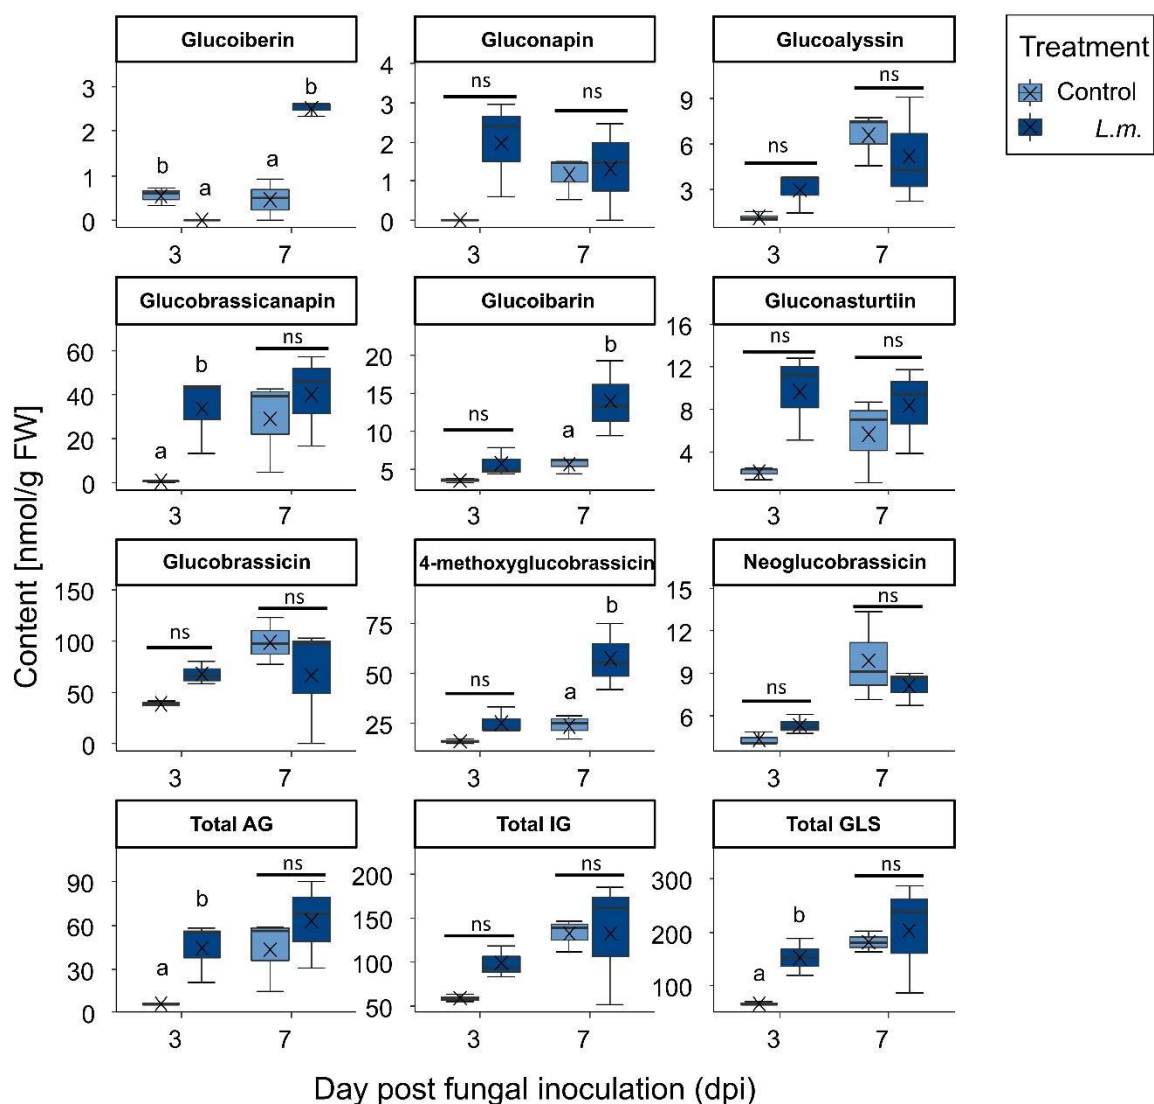 Glucoiberin Gluconapin Glucoalyssin
Treatment
Control
L.m.
3
2
1
0
b
a
a
b
3 7
4
3
2
1
0
ns
ns
3 7
9
6
3
ns
ns
3 7
Glucobrassicanapin Glucoibarin Gluconasturtiin
60
40
20
0
a
b
ns
3 7
20
15
10
5
ns
a
b
3 7
16
12
8
4
ns
ns
3 7
Glucobrassicin 4-methoxyglucobrassicin Neoglucobrassicin
150
100
50
0
ns
ns
3 7
75
50
25
ns
a
b
3 7
15
12
9
6
ns
ns
3 7
Total AG Total IG Total GLS
90
60
30
0
a
b
ns
3 7
200
150
100
50
ns
ns
3 7
300
200
100
a
b
ns
3 7
Content [nmol/g FW]
Day post fungal inoculation (dpi)